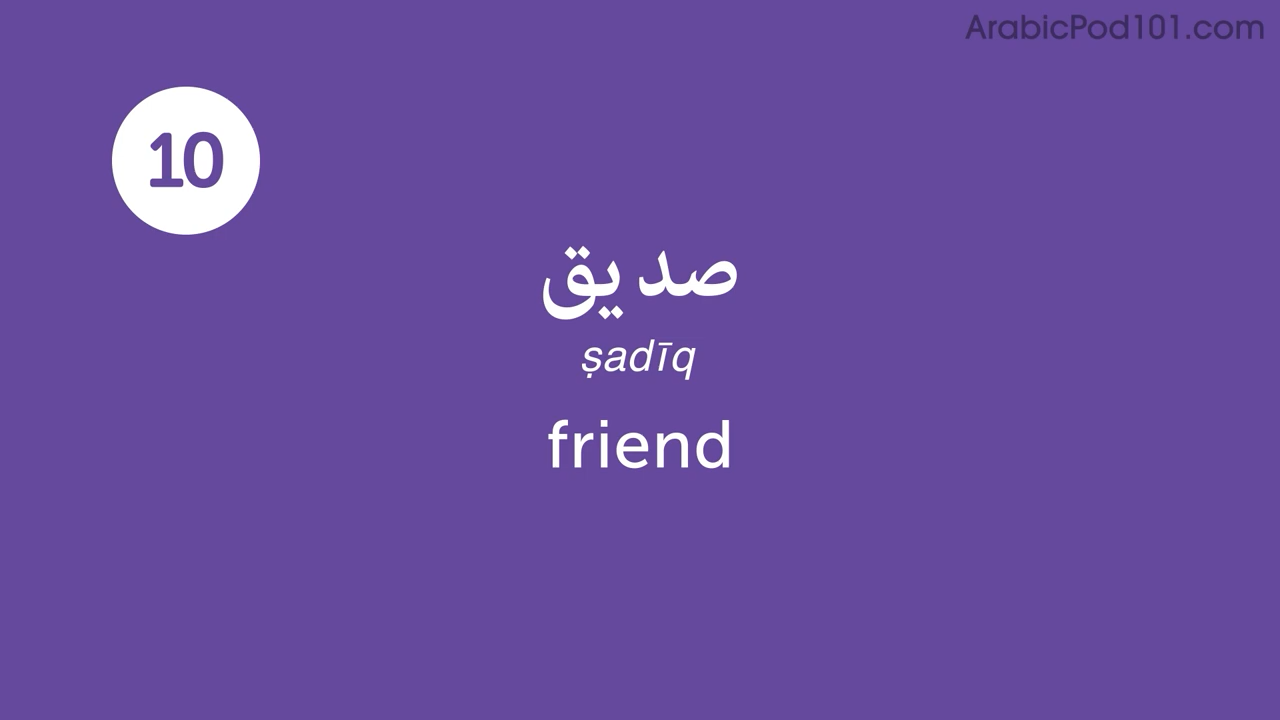 ArabicPod101.com
10
صديق
ṣadīq
friend